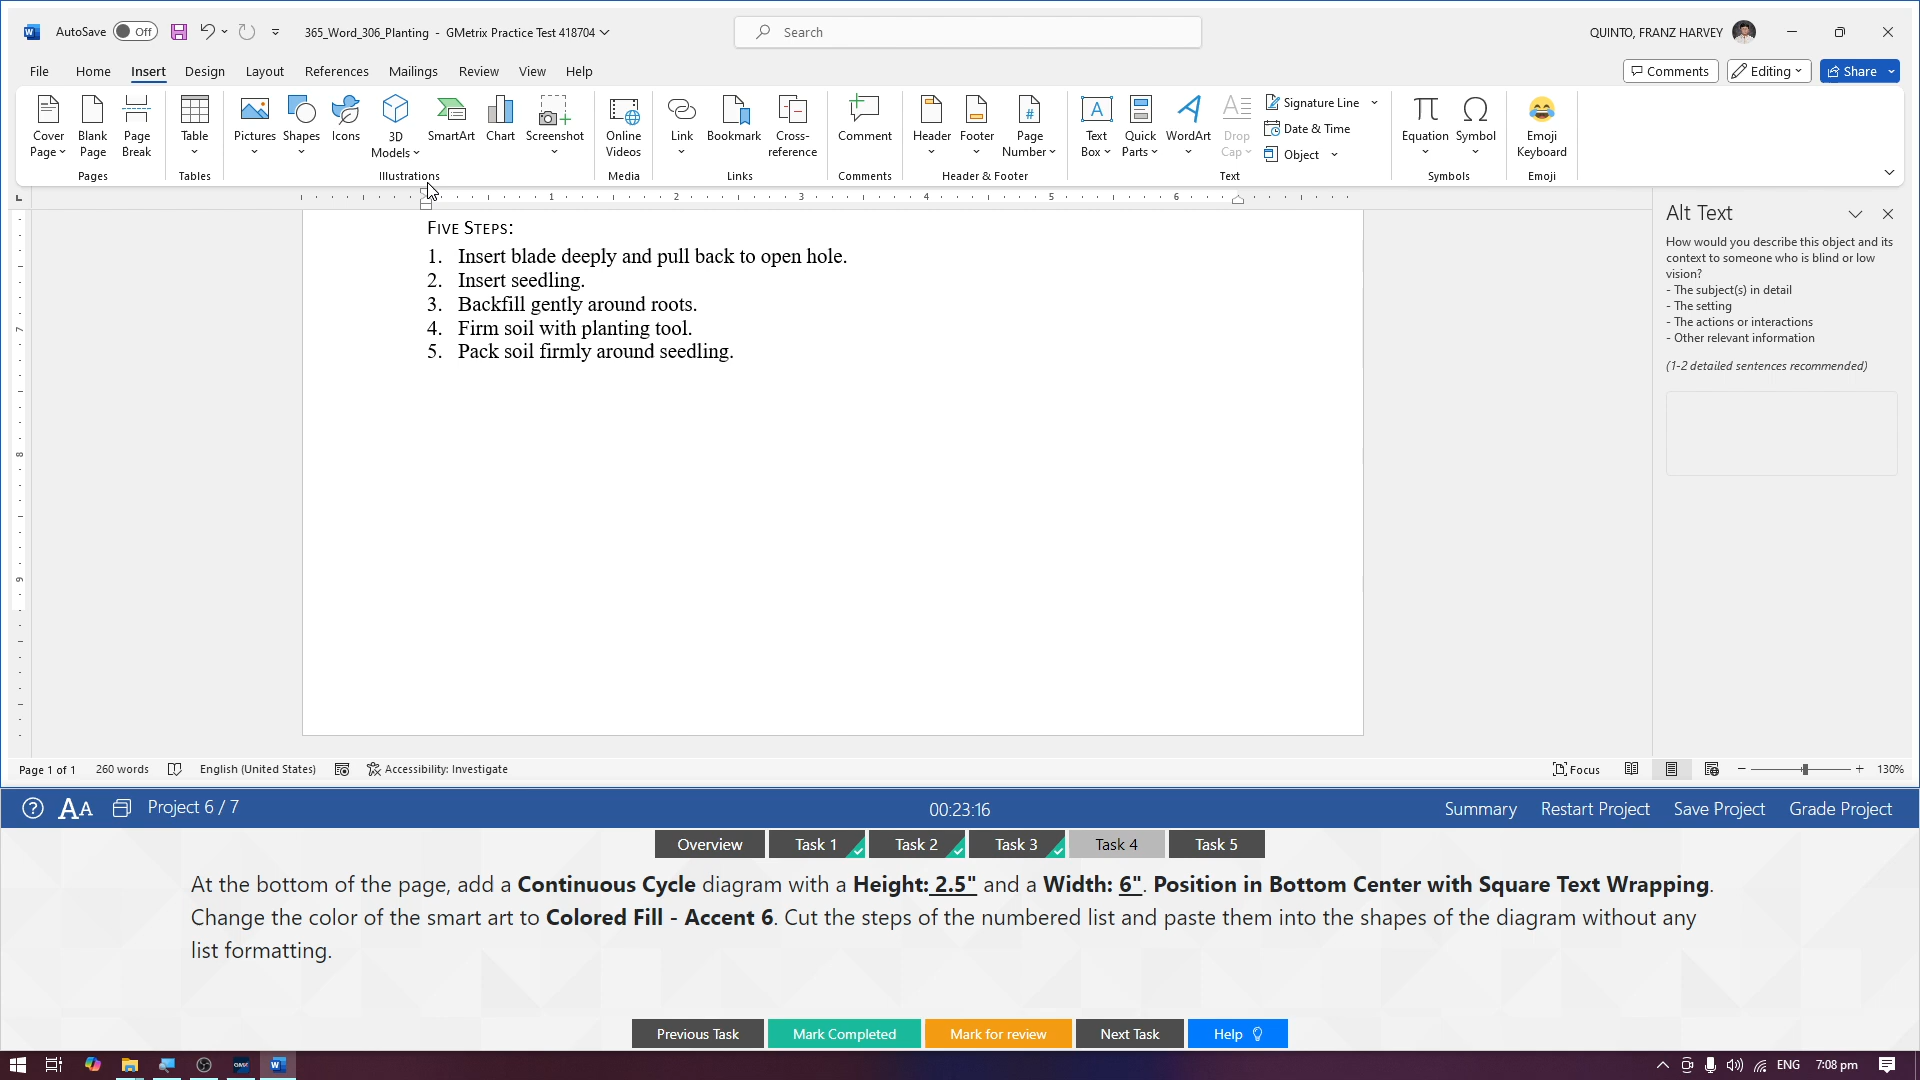 AutoSave Off 365_Word_306_Planting - GMetrix Practice Test 418704 Search QUINTO, FRANZ HARVEY
File Home Insert Design Layout References Mailings Review View Help Comments Editing Share
Cover Page Blank Page Page Break Table Pictures Shapes Icons 3D Models SmartArt Chart Screenshot Online Videos Link Bookmark Cross-reference Comment Header Footer Page Number Text Box Quick Parts WordArt Drop Cap Signature Line Date & Time Object Equation Symbol Emoji Keyboard
Pages Tables Illustrations Media Links Comments Header & Footer Text Symbols Emoji
1 2 3 4 5 6
7
8
9
FIVE STEPS:
1. Insert blade deeply and pull back to open hole.
2. Insert seedling.
3. Backfill gently around roots.
4. Firm soil with planting tool.
5. Pack soil firmly around seedling.
Alt Text
How would you describe this object and its
context to someone who is blind or low
vision?
- The subject(s) in detail
- The setting
- The actions or interactions
- Other relevant information
(1-2 detailed sentences recommended)
Page 1 of 1 260 words English (United States) Accessibility: Investigate Focus 130%
Project 6 / 7 00:23:16 Summary Restart Project Save Project Grade Project
Overview Task 1 Task 2 Task 3 Task 4 Task 5
At the bottom of the page, add a Continuous Cycle diagram with a Height: 2.5" and a Width: 6". Position in Bottom Center with Square Text Wrapping.
Change the color of the smart art to Colored Fill - Accent 6. Cut the steps of the numbered list and paste them into the shapes of the diagram without any
list formatting.
Previous Task Mark Completed Mark for review Next Task Help
ENG 7:08 pm